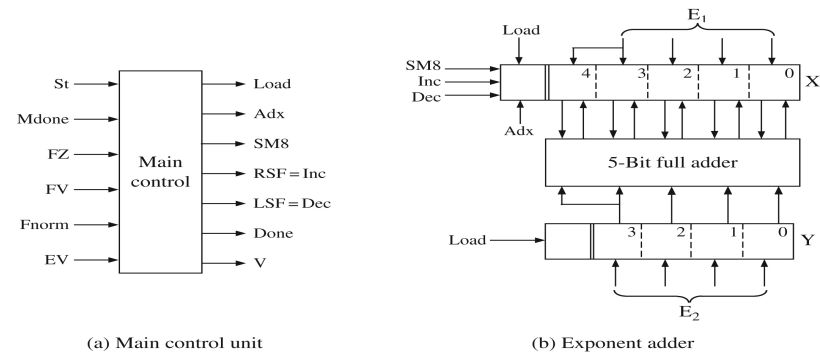 St
Mdone
FZ
FV
Fnorm
EV
Main
control
Load
Adx
SM8
RSF = Inc
LSF = Dec
Done
V
(a) Main control unit
E₁
Load
SM8
Inc
Dec
Adx
4 3 2 1 0
X
5-Bit full adder
Load
3 2 1 0
Y
E₂
(b) Exponent adder